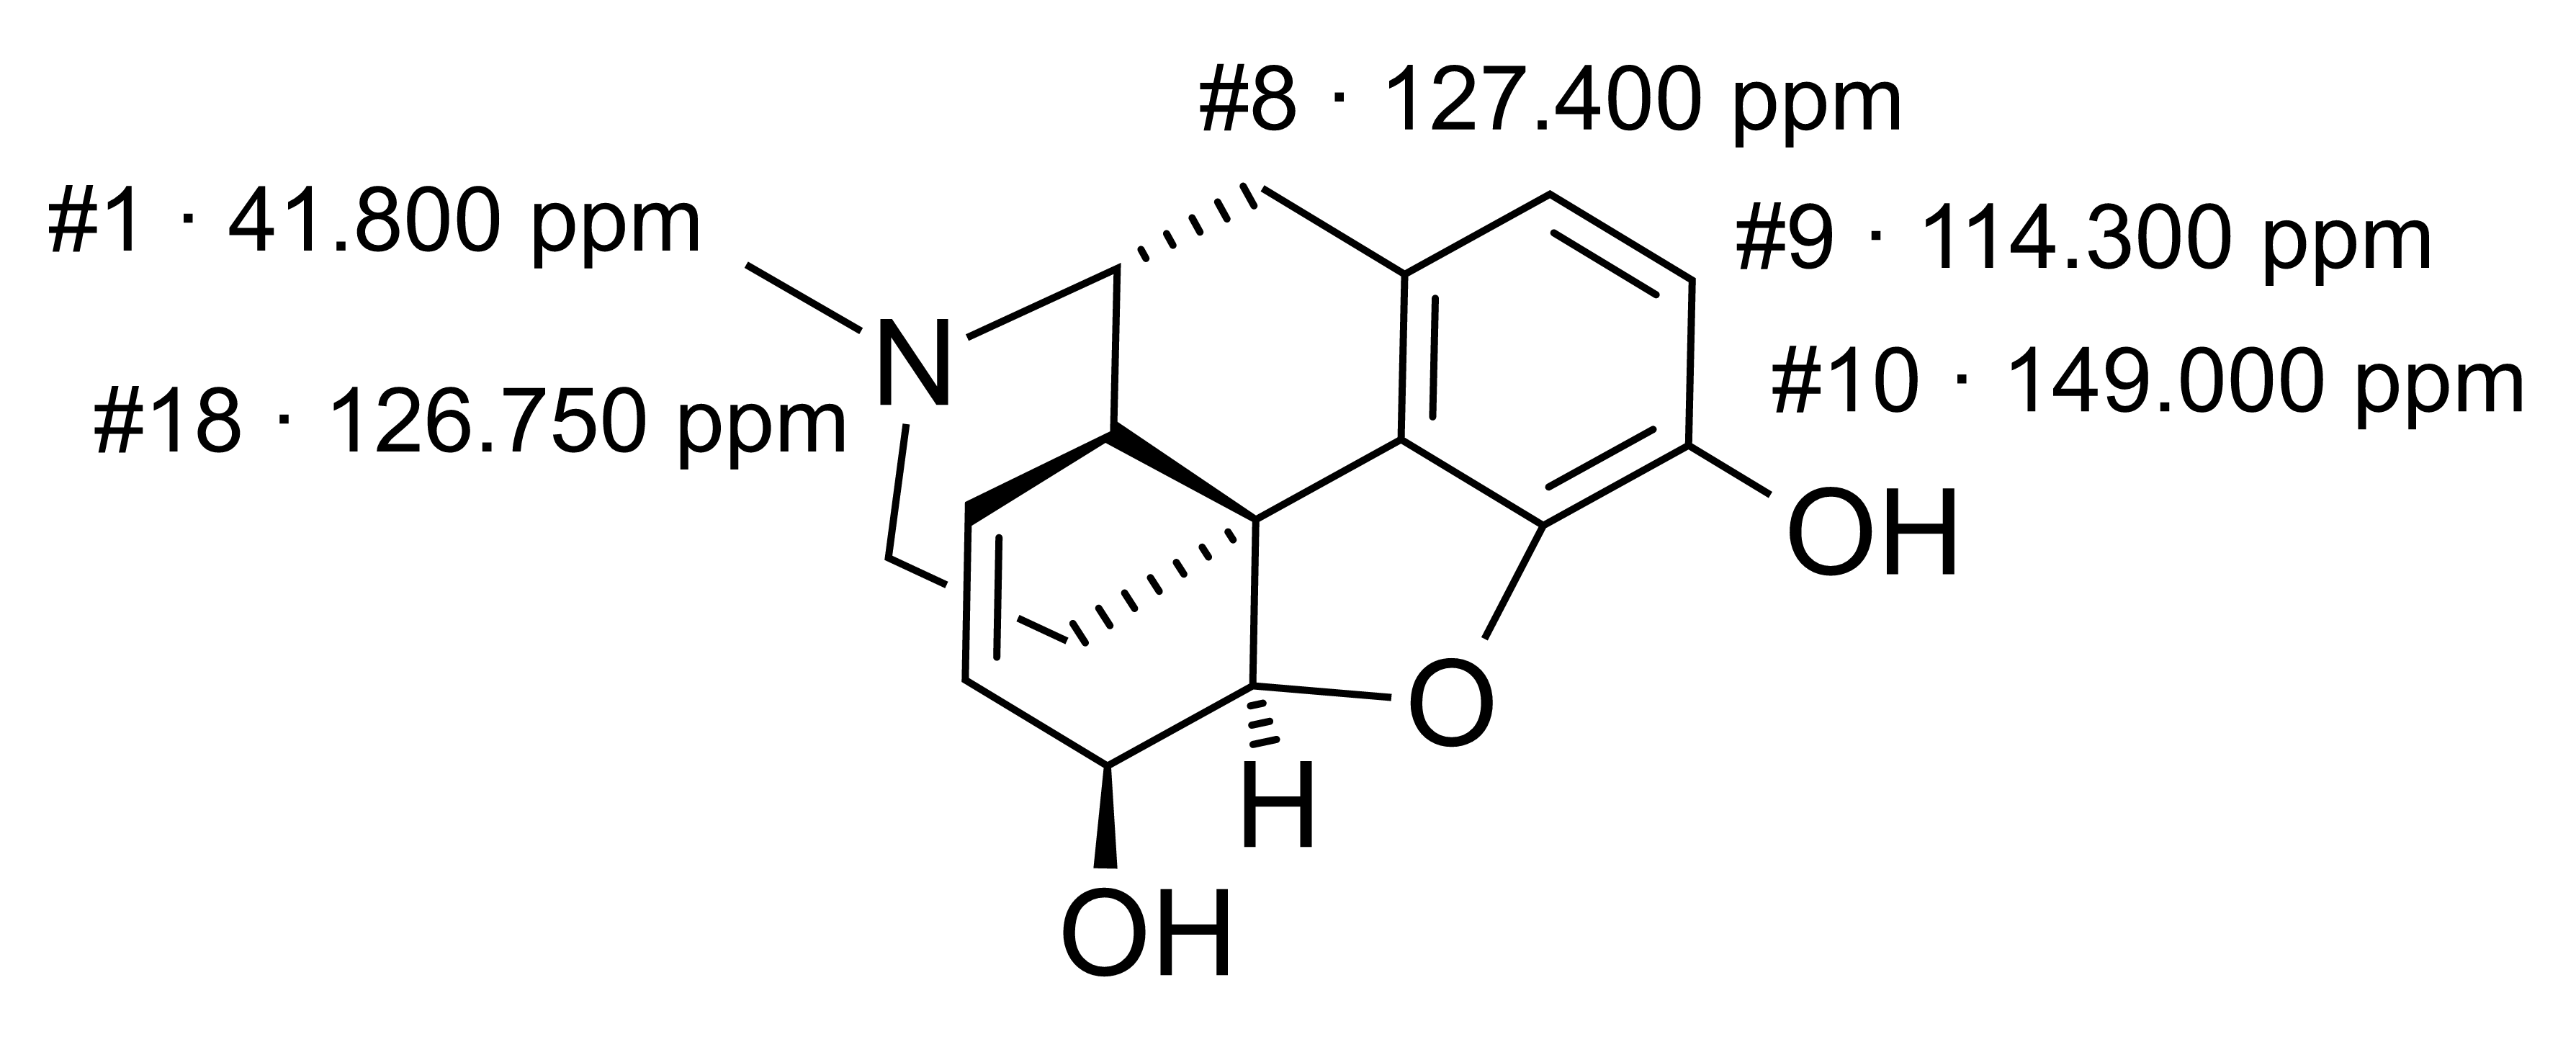 #8 · 127.400 ppm
#1 · 41.800 ppm
#9 · 114.300 ppm
N
#10 · 149.000 ppm
#18 · 126.750 ppm
OH
O
H
OH